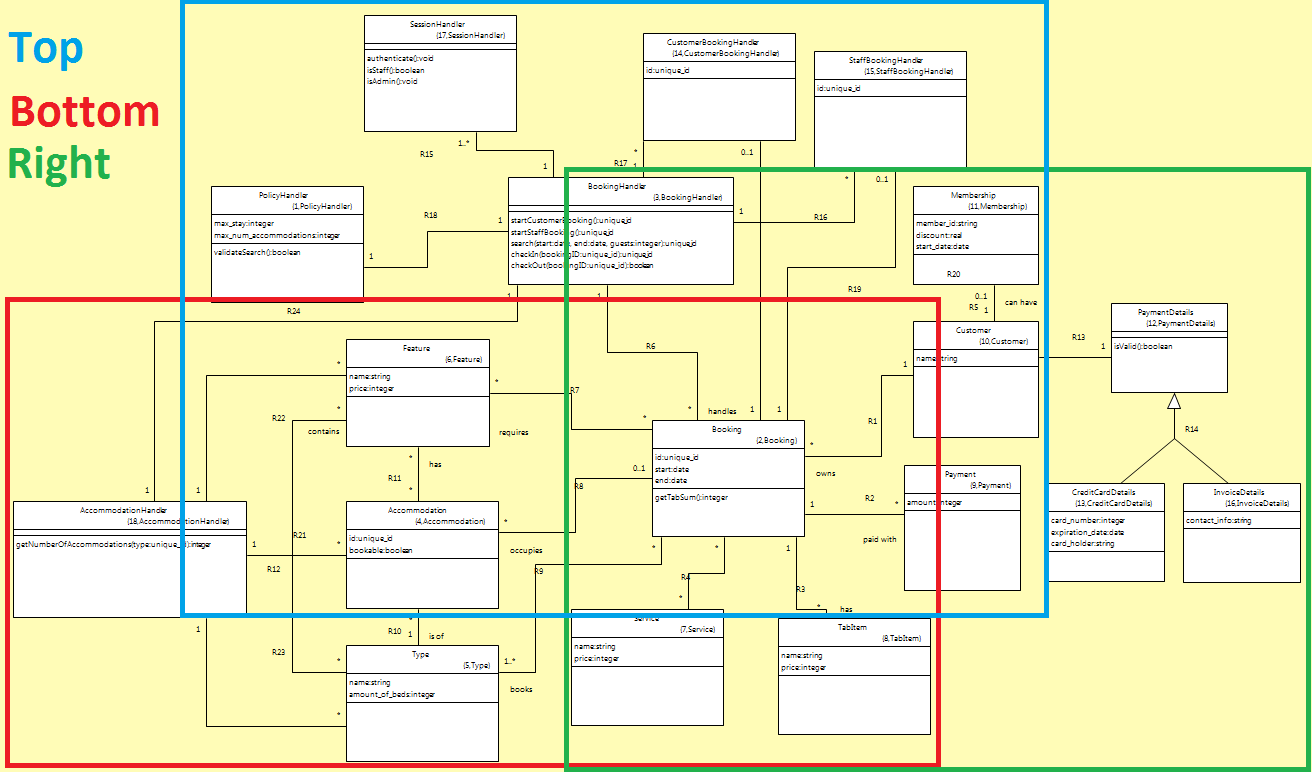 Top
Bottom
Right
SessionHandler
(17,SessionHandler)
authenticate():void
isStaff():boolean
isAdmin():void
CustomerBookingHandler
(14,CustomerBookingHandler)
id:unique_id
StaffBookingHandler
(15,StaffBookingHandler)
id:unique_id
1..*
R15
1
*
R17
1
0..1
*
0..1
PolicyHandler
(1,PolicyHandler)
max_stay:integer
max_num_accommodations:integer
validateSearch():boolean
R18
1
1
BookingHandler
(3,BookingHandler)
startCustomerBooking():unique_id
startStaffBooking():unique_id
search(start:date, end:date, guests:integer):unique_id
checkIn(bookingID:unique_id):unique_id
checkOut(bookingID:unique_id):boolean
1
R16
Membership
(11,Membership)
member_id:string
discount:real
start_date:date
R20
R19
1
1
0..1
can have
R5
1
R24
R6
Customer
(10,Customer)
name:string
R13
1
PaymentDetails
(12,PaymentDetails)
isValid():boolean
R14
Feature
(6,Feature)
name:string
price:integer
*
*
*
R22
contains
R7
requires
*
*
handles
1
1
1
R1
*
owns
Booking
(2,Booking)
id:unique_id
start:date
end:date
getTabSum():integer
*
has
R11
*
0..1
R8
1
R2
*
paid with
Payment
(9,Payment)
amount:integer
CreditCardDetails
(13,CreditCardDetails)
card_number:integer
expiration_date:date
card_holder:string
InvoiceDetails
(16,InvoiceDetails)
contact_info:string
1
1
AccommodationHandler
(18,AccommodationHandler)
getNumberOfAccommodations(type:unique_id):integer
1
R12
R21
*
Accommodation
(4,Accommodation)
id:unique_id
bookable:boolean
*
occupies
R9
*
*
1
R4
*
R3
*
has
1
R23
*
R10
1
is of
*
*
Type
(5,Type)
name:string
amount_of_beds:integer
1..*
books
Service
(7,Service)
name:string
price:integer
TabItem
(8,TabItem)
name:string
price:integer